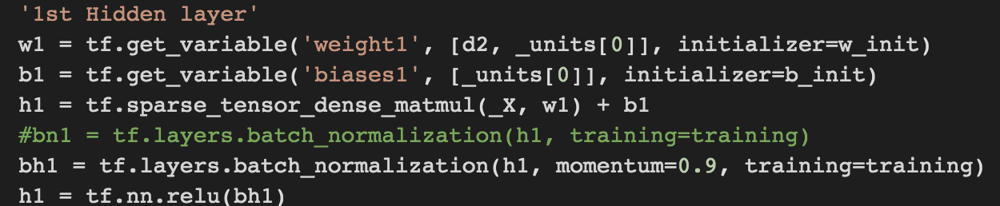 '1st Hidden layer'
w1 = tf.get_variable('weight1', [d2, _units[0]], initializer=w_init)
b1 = tf.get_variable('biases1', [_units[0]], initializer=b_init)
h1 = tf.sparse_tensor_dense_matmul(_X, w1) + b1
#bn1 = tf.layers.batch_normalization(h1, training=training)
bh1 = tf.layers.batch_normalization(h1, momentum=0.9, training=training)
h1 = tf.nn.relu(bh1)